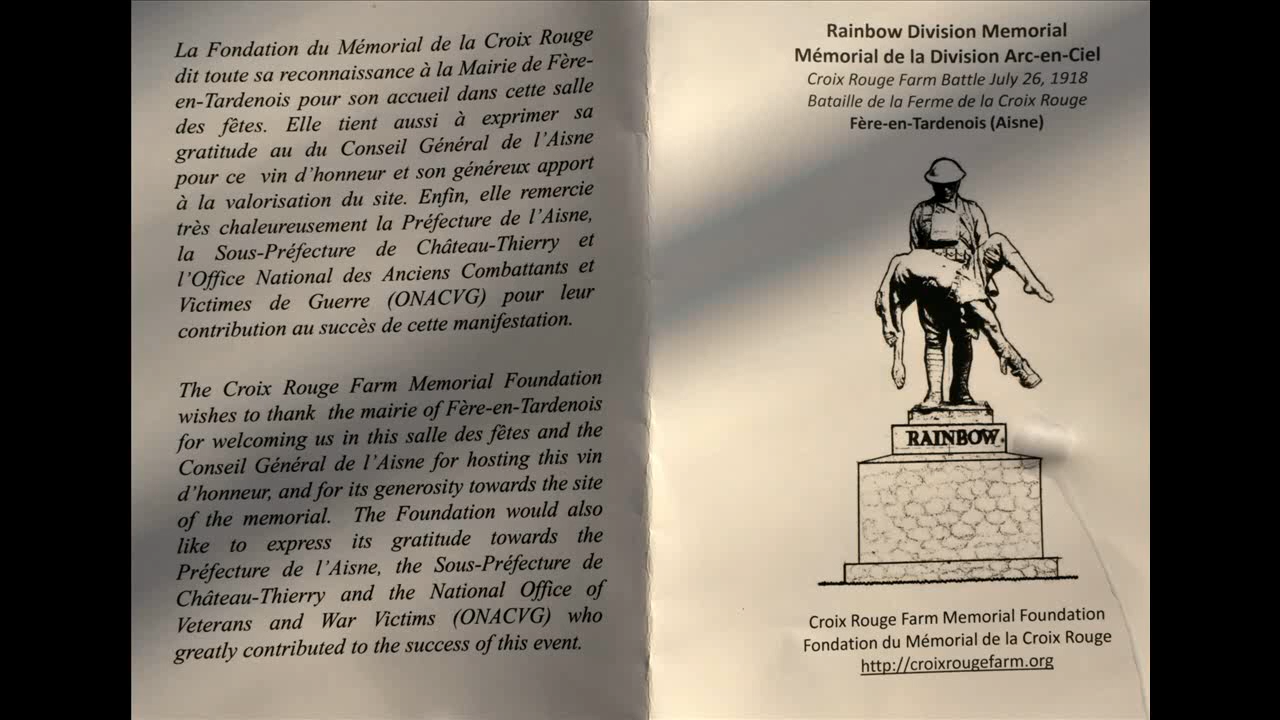 La Fondation du Mémorial de la Croix Rouge
dit toute sa reconnaissance à la Mairie de Fère-
en-Tardenois pour son accueil dans cette salle
des fêtes. Elle tient aussi à exprimer sa
gratitude au du Conseil Général de l'Aisne
pour ce vin d'honneur et son généreux apport
à la valorisation du site. Enfin, elle remercie
très chaleureusement la Préfecture de l'Aisne,
la Sous-Préfecture de Château-Thierry et
l'Office National des Anciens Combattants et
Victimes de Guerre (ONACVG) pour leur
contribution au succès de cette manifestation.
The Croix Rouge Farm Memorial Foundation
wishes to thank the mairie of Fère-en-Tardenois
for welcoming us in this salle des fêtes and the
Conseil Général de l'Aisne for hosting this vin
d'honneur, and for its generosity towards the site
of the memorial. The Foundation would also
like to express its gratitude towards the
Préfecture de l'Aisne, the Sous-Préfecture de
Château-Thierry and the National Office of
Veterans and War Victims (ONACVG) who
greatly contributed to the success of this event.
Rainbow Division Memorial
Mémorial de la Division Arc-en-Ciel
Croix Rouge Farm Battle July 26, 1918
Bataille de la Ferme de la Croix Rouge
Fère-en-Tardenois (Aisne)
RAINBOW
Croix Rouge Farm Memorial Foundation
Fondation du Mémorial de la Croix Rouge
http://croixrougefarm.org